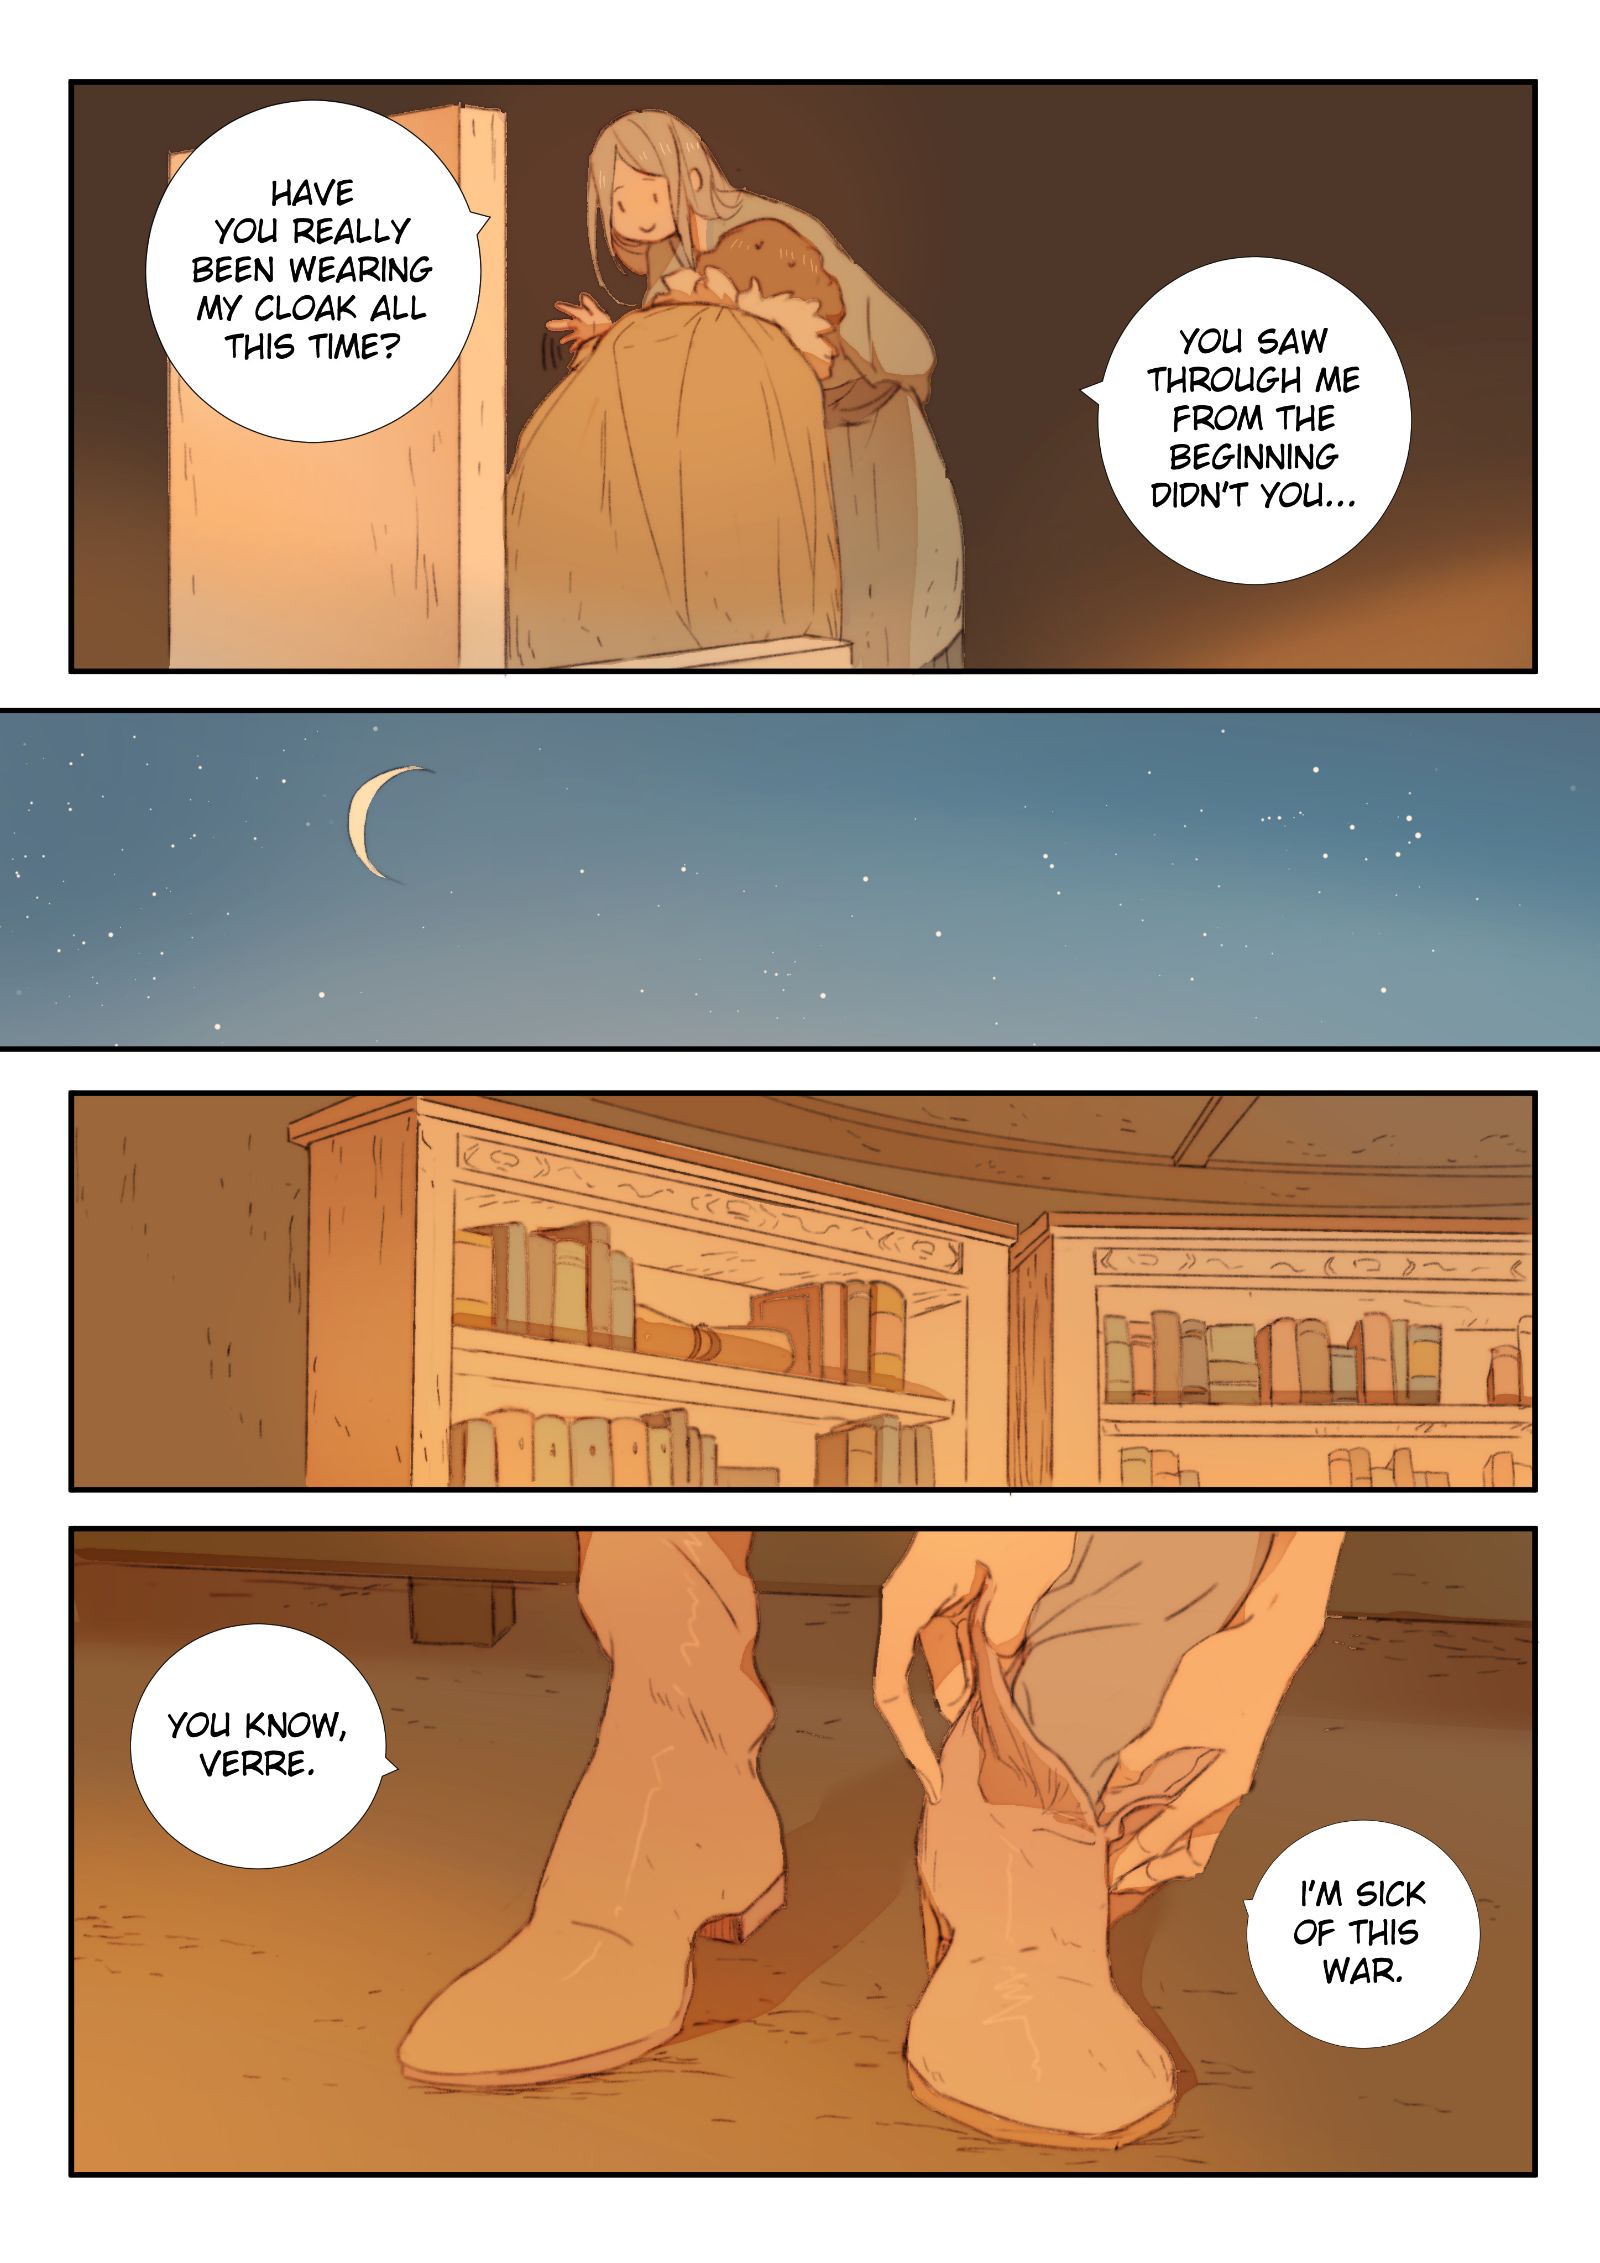 HAVE
YOU REALLY
BEEN WEARING
MY CLOAK ALL
THIS TIME?
YOU SAW
THROUGH ME
FROM THE
BEGINNING
DIDN'T YOU...
YOU KNOW,
VERRE.
I'M SICK
OF THIS
WAR.